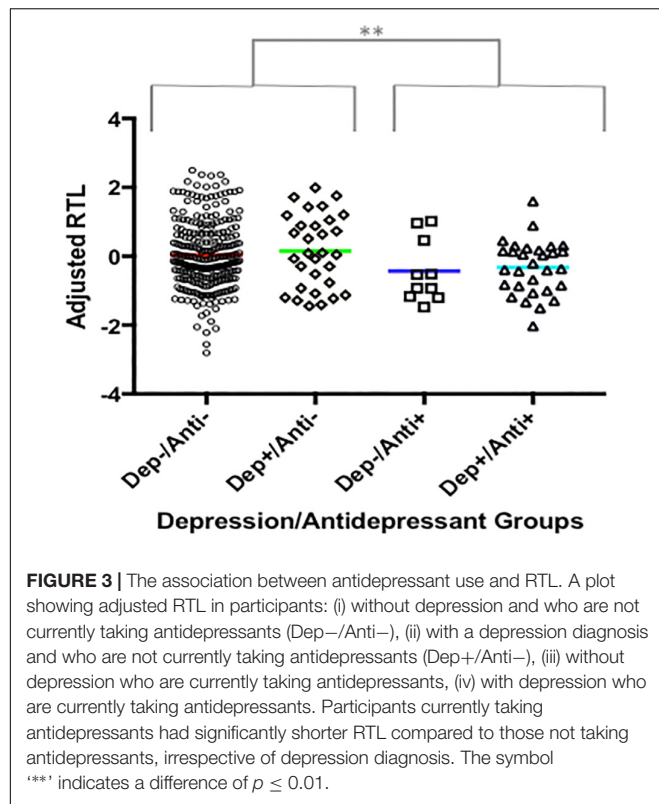 **
4
2
0
-2
-4
Adjusted RTL
Dep-/Anti-
Dep+/Anti-
Dep-/Anti+
Dep+/Anti+
Depression/Antidepressant Groups
FIGURE 3 | The association between antidepressant use and RTL. A plot
showing adjusted RTL in participants: (i) without depression and who are not
currently taking antidepressants (Dep−/Anti−), (ii) with a depression diagnosis
and who are not currently taking antidepressants (Dep+/Anti−), (iii) without
depression who are currently taking antidepressants, (iv) with depression who
are currently taking antidepressants. Participants currently taking
antidepressants had significantly shorter RTL compared to those not taking
antidepressants, irrespective of depression diagnosis. The symbol
‘**’ indicates a difference of p ≤ 0.01.